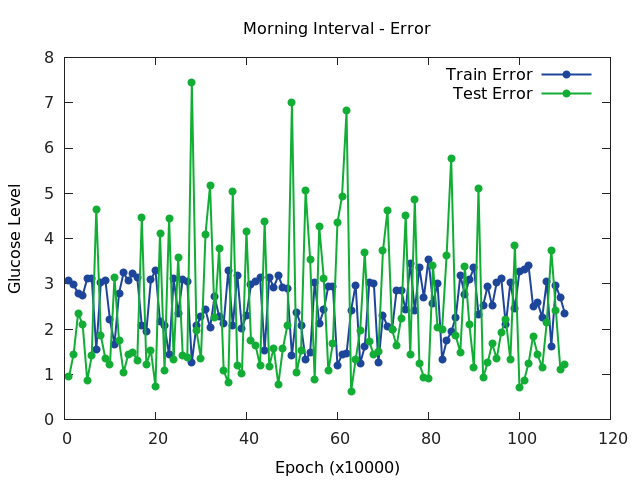 Morning Interval - Error
8
7
6
5
4
3
2
1
0
Glucose Level
Train Error
Test Error
0 20 40 60 80 100 120
Epoch (x10000)